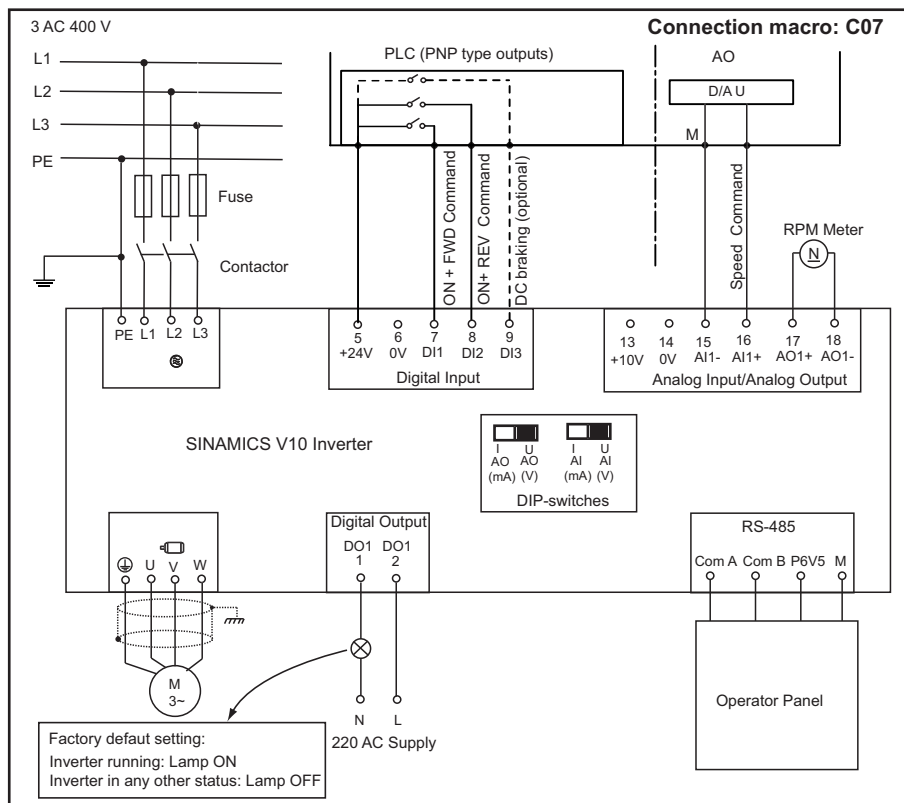 3 AC 400 V
Connection macro: C07
L1
L2
L3
PE
Fuse
Contactor
PLC (PNP type outputs)
AO
D/A U
M
ON + FWD Command
ON+ REV Command
DC braking (optional)
Speed Command
RPM Meter
N
PE L1 L2 L3
5 6 7 8 9
+24V 0V DI1 DI2 DI3
Digital Input
13 14 15 16 17 18
+10V 0V AI1- AI1+ AO1+ AO1-
Analog Input/Analog Output
SINAMICS V10 Inverter
I U I U
AO AO AI AI
(mA) (V) (mA) (V)
DIP-switches
U V W
M
3~
Digital Output
DO1 DO1
1 2
N L
220 AC Supply
RS-485
Com A Com B P6V5 M
Operator Panel
Factory defaut setting:
Inverter running: Lamp ON
Inverter in any other status: Lamp OFF